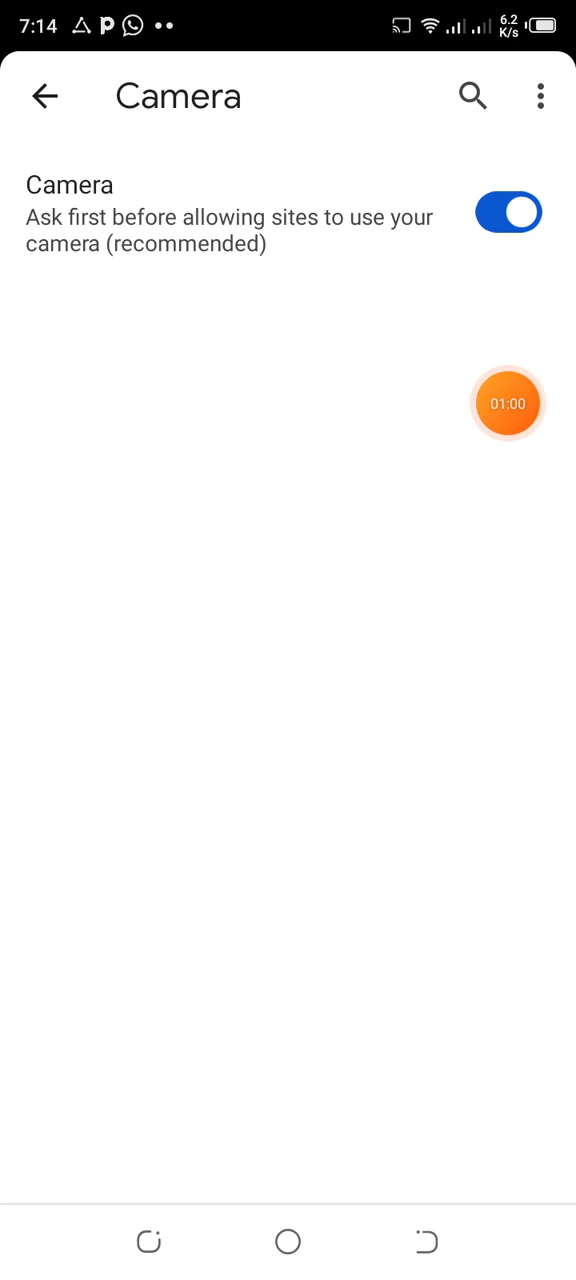 7:14
6.2
K/s
Camera
Camera
Ask first before allowing sites to use your
camera (recommended)
01:00